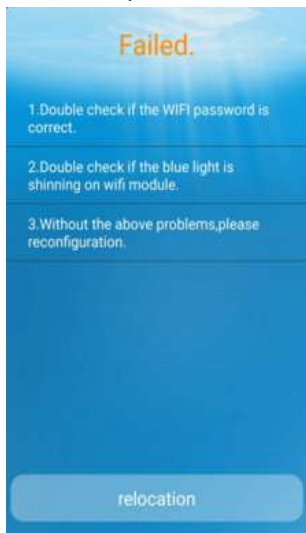 Failed.
1.Double check if the WIFI password is
correct.
2.Double check if the blue light is
shinning on wifi module.
3.Without the above problems,please
reconfiguration.
relocation